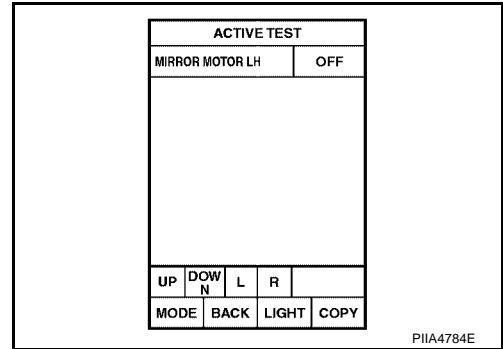 ACTIVE TEST
MIRROR MOTOR LH OFF
UP DOWN L R
MODE BACK LIGHT COPY
PIIA4784E